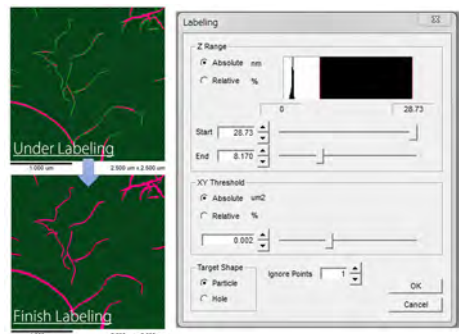 Under Labeling
1.000 um
2.500 um x 2.500 um
Finish Labeling
Labeling
Z Range
Absolute nm
Relative %
0
28.73
Start 28.73
End 8.170
XY Threshold
Absolute um2
Relative %
0.002
Target Shape
Particle
Hole
Ignore Points 1
OK
Cancel